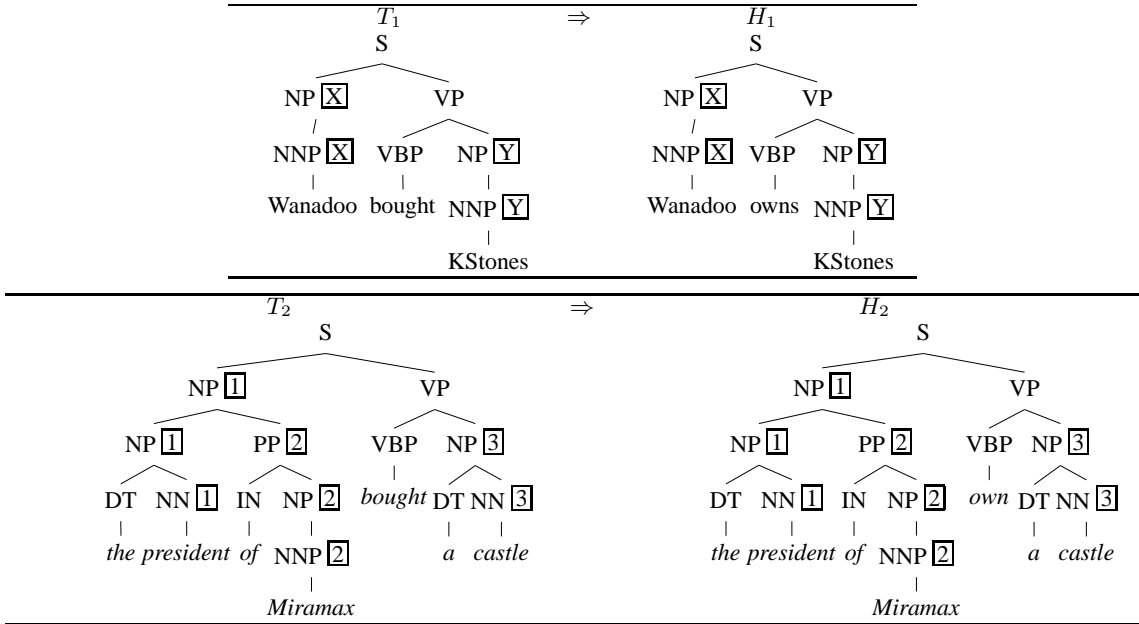 T1 ⇒ H1
S S
NP X VP NP X VP
NNP X VBP NP Y NNP X VBP NP Y
Wanadoo bought NNP Y Wanadoo owns NNP Y
KStones KStones
T2 ⇒ H2
S S
NP 1 VP NP 1 VP
NP 1 PP 2 VBP NP 3 NP 1 PP 2 VBP NP 3
DT NN 1 IN NP 2 bought DT NN 3 DT NN 1 IN NP 2 own DT NN 3
the president of NNP 2 a castle the president of NNP 2 a castle
Miramax Miramax